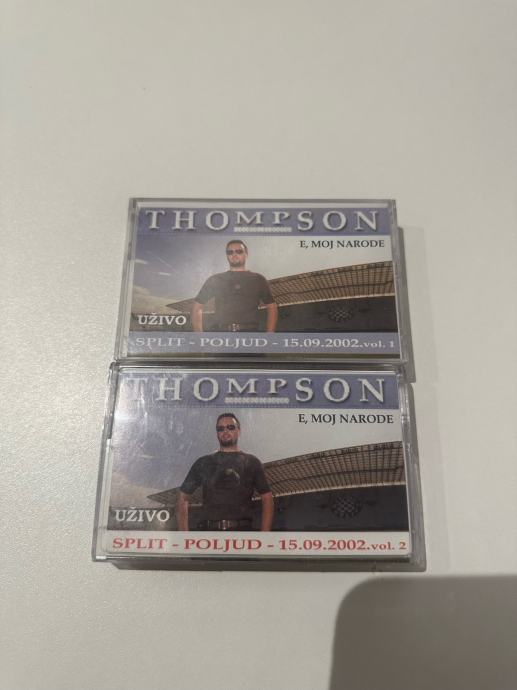 THOMPSON
E, MOJ NARODE
UŽIVO
SPLIT - POLJUD - 15.09.2002.vol. 1
THOMPSON
E, MOJ NARODE
UŽIVO
SPLIT - POLJUD - 15.09.2002.vol. 2